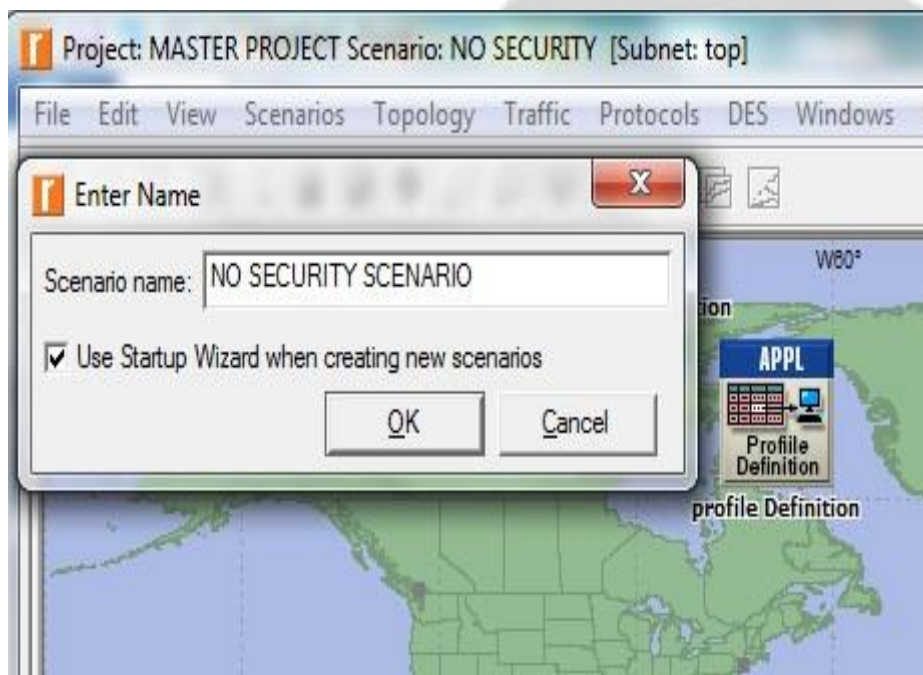 Project: MASTER PROJECT Scenario: NO SECURITY [Subnet: top]
File Edit View Scenarios Topology Traffic Protocols DES Windows
Enter Name
X
Scenario name: NO SECURITY SCENARIO
Use Startup Wizard when creating new scenarios
OK Cancel
W60°
ion
APPL
Profiile
Definition
profile Definition